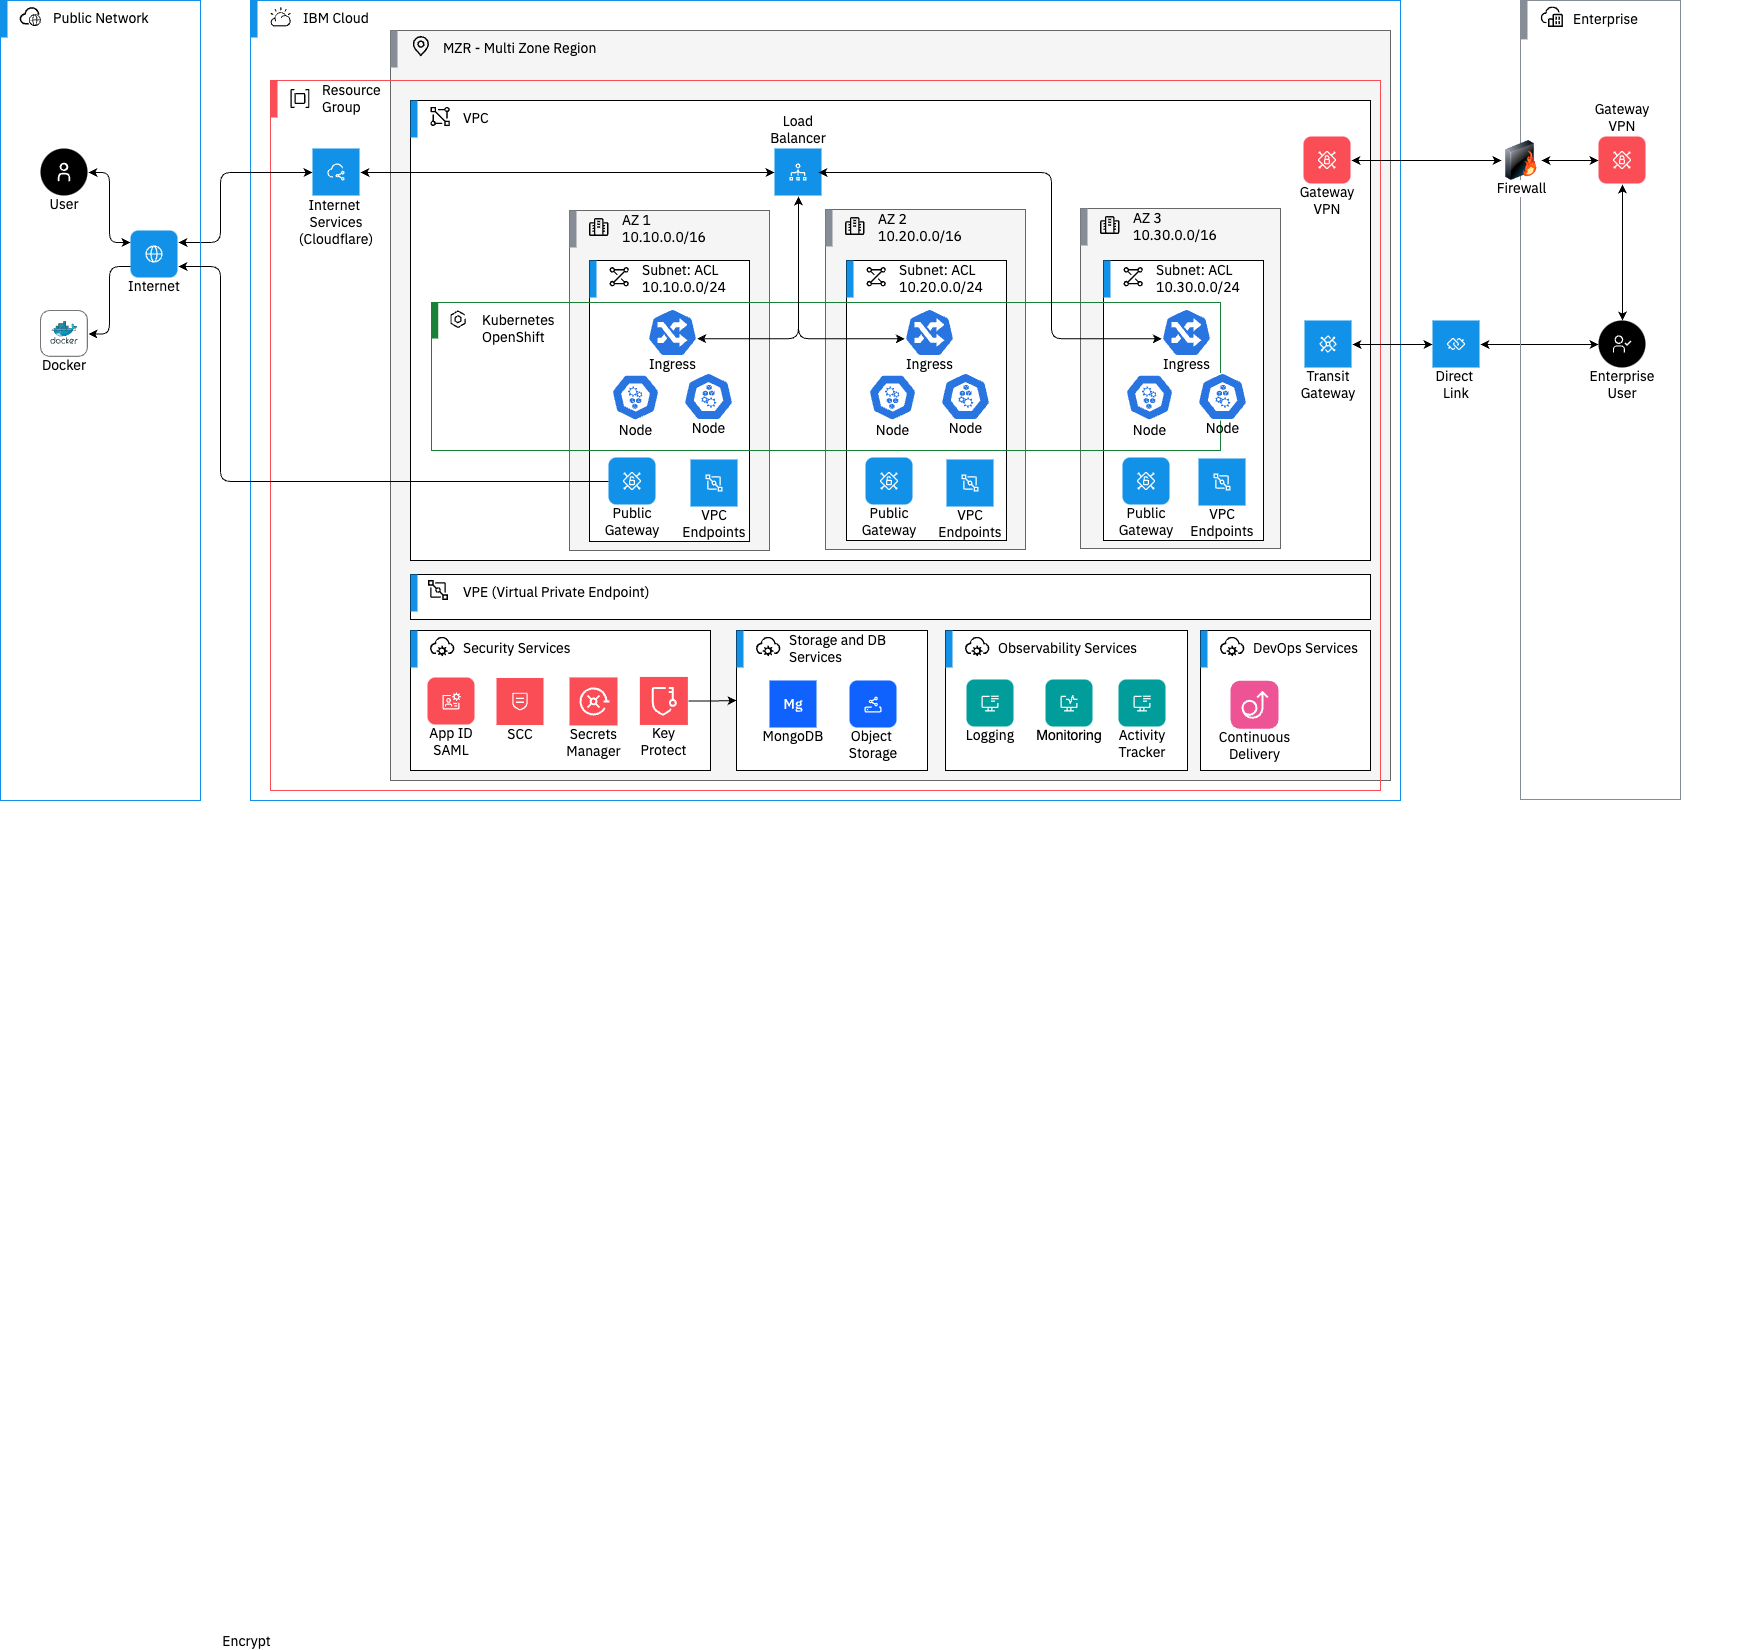 Public Network
IBM Cloud
Enterprise
MZR - Multi Zone Region
Resource
Group
VPC
Load
Balancer
Gateway
VPN
User
Internet
Services
(Cloudflare)
Gateway
VPN
Firewall
AZ 1
10.10.0.0/16
AZ 2
10.20.0.0/16
AZ 3
10.30.0.0/16
Internet
Subnet: ACL
10.10.0.0/24
Subnet: ACL
10.20.0.0/24
Subnet: ACL
10.30.0.0/24
Kubernetes
OpenShift
docker
Docker
Ingress
Ingress
Ingress
Transit
Gateway
Direct
Link
Enterprise
User
Node
Node
Node
Node
Node
Node
Public
Gateway
VPC
Endpoints
Public
Gateway
VPC
Endpoints
Public
Gateway
VPC
Endpoints
VPE (Virtual Private Endpoint)
Security Services
Storage and DB
Services
Observability Services
DevOps Services
App ID
SAML
SCC
Secrets
Manager
Key
Protect
Mg
MongoDB
Object
Storage
Logging
Monitoring
Activity
Tracker
Continuous
Delivery
Encrypt